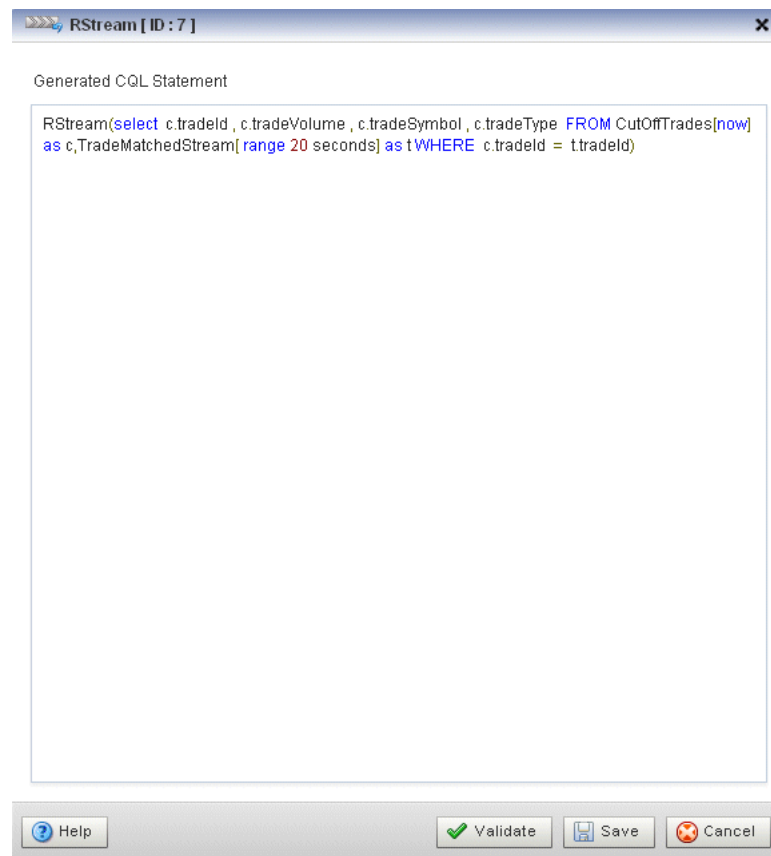 RStream [ ID : 7 ]
Generated CQL Statement
RStream(select c.tradeId , c.tradeVolume , c.tradeSymbol , c.tradeType FROM CutOffTrades[now]
as c,TradeMatchedStream[ range 20 seconds] as t WHERE c.tradeId = t.tradeId)
Help Validate Save Cancel